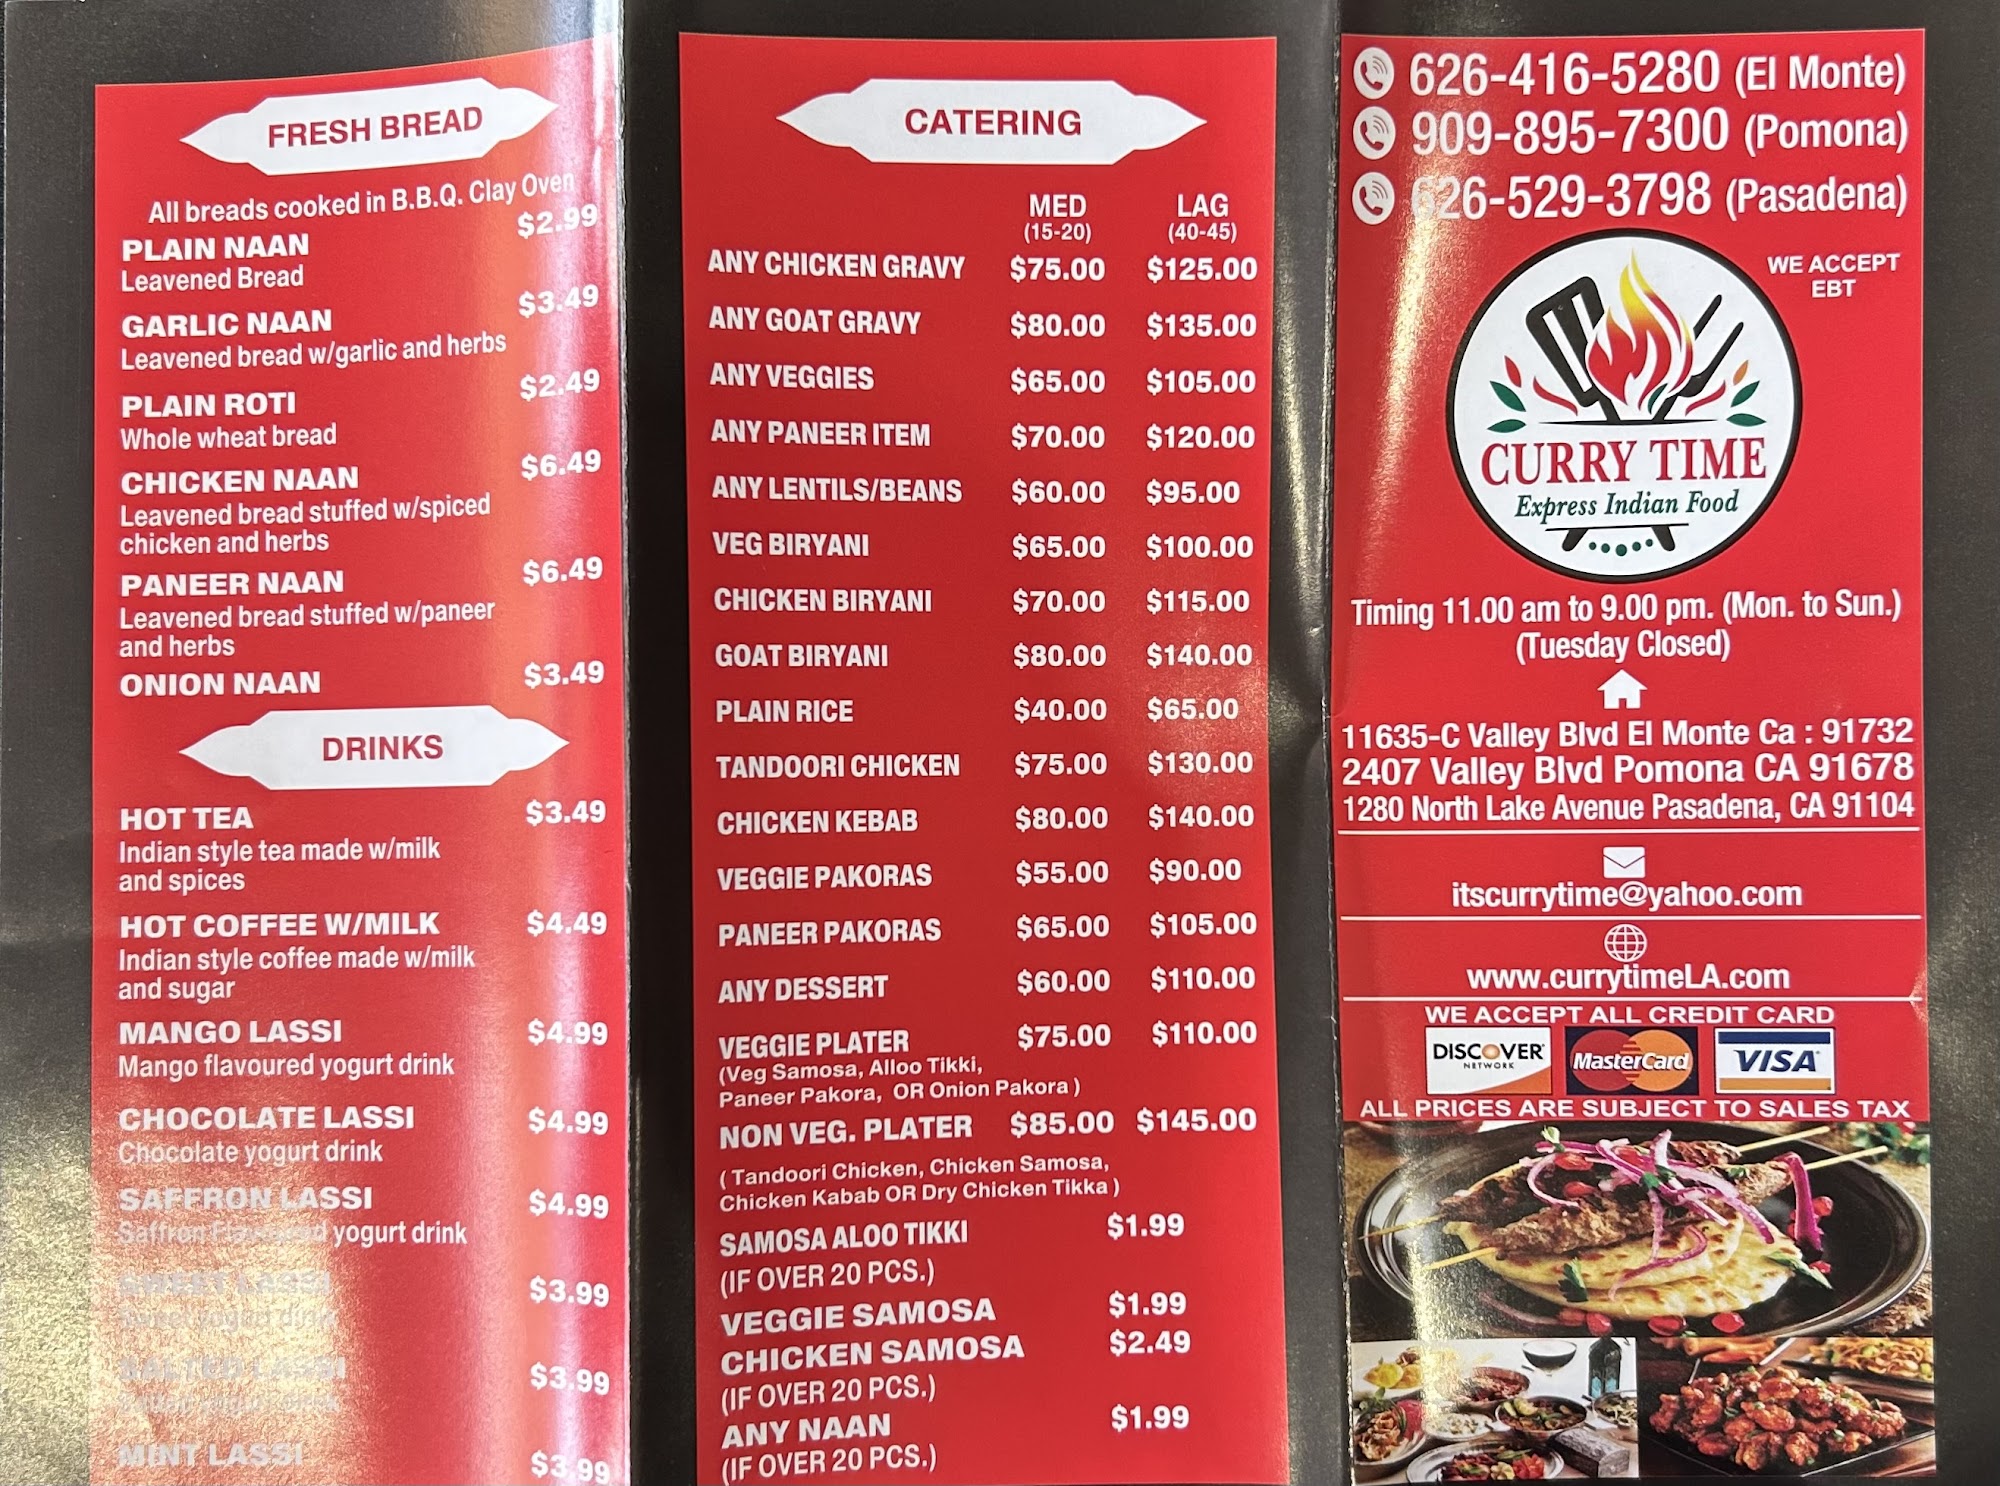 FRESH BREAD
All breads cooked in B.B.Q. Clay Oven
PLAIN NAAN $2.99
Leavened Bread
GARLIC NAAN $3.49
Leavened bread w/garlic and herbs
PLAIN ROTI $2.49
Whole wheat bread
CHICKEN NAAN $6.49
Leavened bread stuffed w/spiced
chicken and herbs
PANEER NAAN $6.49
Leavened bread stuffed w/paneer
and herbs
ONION NAAN $3.49
DRINKS
HOT TEA $3.49
Indian style tea made w/milk
and spices
HOT COFFEE W/MILK $4.49
Indian style coffee made w/milk
and sugar
MANGO LASSI $4.99
Mango flavoured yogurt drink
CHOCOLATE LASSI $4.99
Chocolate yogurt drink
SAFFRON LASSI $4.99
Saffron Flavoured yogurt drink
SWEET LASSI $3.99
Sweet yogurt drink
SALTED LASSI $3.99
yogurt drink
MINT LASSI $3.99
CATERING
MED LAG
(15-20) (40-45)
ANY CHICKEN GRAVY $75.00 $125.00
ANY GOAT GRAVY $80.00 $135.00
ANY VEGGIES $65.00 $105.00
ANY PANEER ITEM $70.00 $120.00
ANY LENTILS/BEANS $60.00 $95.00
VEG BIRYANI $65.00 $100.00
CHICKEN BIRYANI $70.00 $115.00
GOAT BIRYANI $80.00 $140.00
PLAIN RICE $40.00 $65.00
TANDOORI CHICKEN $75.00 $130.00
CHICKEN KEBAB $80.00 $140.00
VEGGIE PAKORAS $55.00 $90.00
PANEER PAKORAS $65.00 $105.00
ANY DESSERT $60.00 $110.00
VEGGIE PLATER $75.00 $110.00
(Veg Samosa, Alloo Tikki,
Paneer Pakora, OR Onion Pakora )
NON VEG. PLATER $85.00 $145.00
( Tandoori Chicken, Chicken Samosa,
Chicken Kabab OR Dry Chicken Tikka )
SAMOSA ALOO TIKKI $1.99
(IF OVER 20 PCS.)
VEGGIE SAMOSA $1.99
CHICKEN SAMOSA $2.49
(IF OVER 20 PCS.)
ANY NAAN $1.99
(IF OVER 20 PCS.)
626-416-5280 (El Monte)
909-895-7300 (Pomona)
626-529-3798 (Pasadena)
WE ACCEPT
EBT
CURRY TIME
Express Indian Food
Timing 11.00 am to 9.00 pm. (Mon. to Sun.)
(Tuesday Closed)
11635-C Valley Blvd El Monte Ca : 91732
2407 Valley Blvd Pomona CA 91678
1280 North Lake Avenue Pasadena, CA 91104
itscurrytime@yahoo.com
www.currytimeLA.com
WE ACCEPT ALL CREDIT CARD
DISCOVER
NETWORK
MasterCard
VISA
ALL PRICES ARE SUBJECT TO SALES TAX